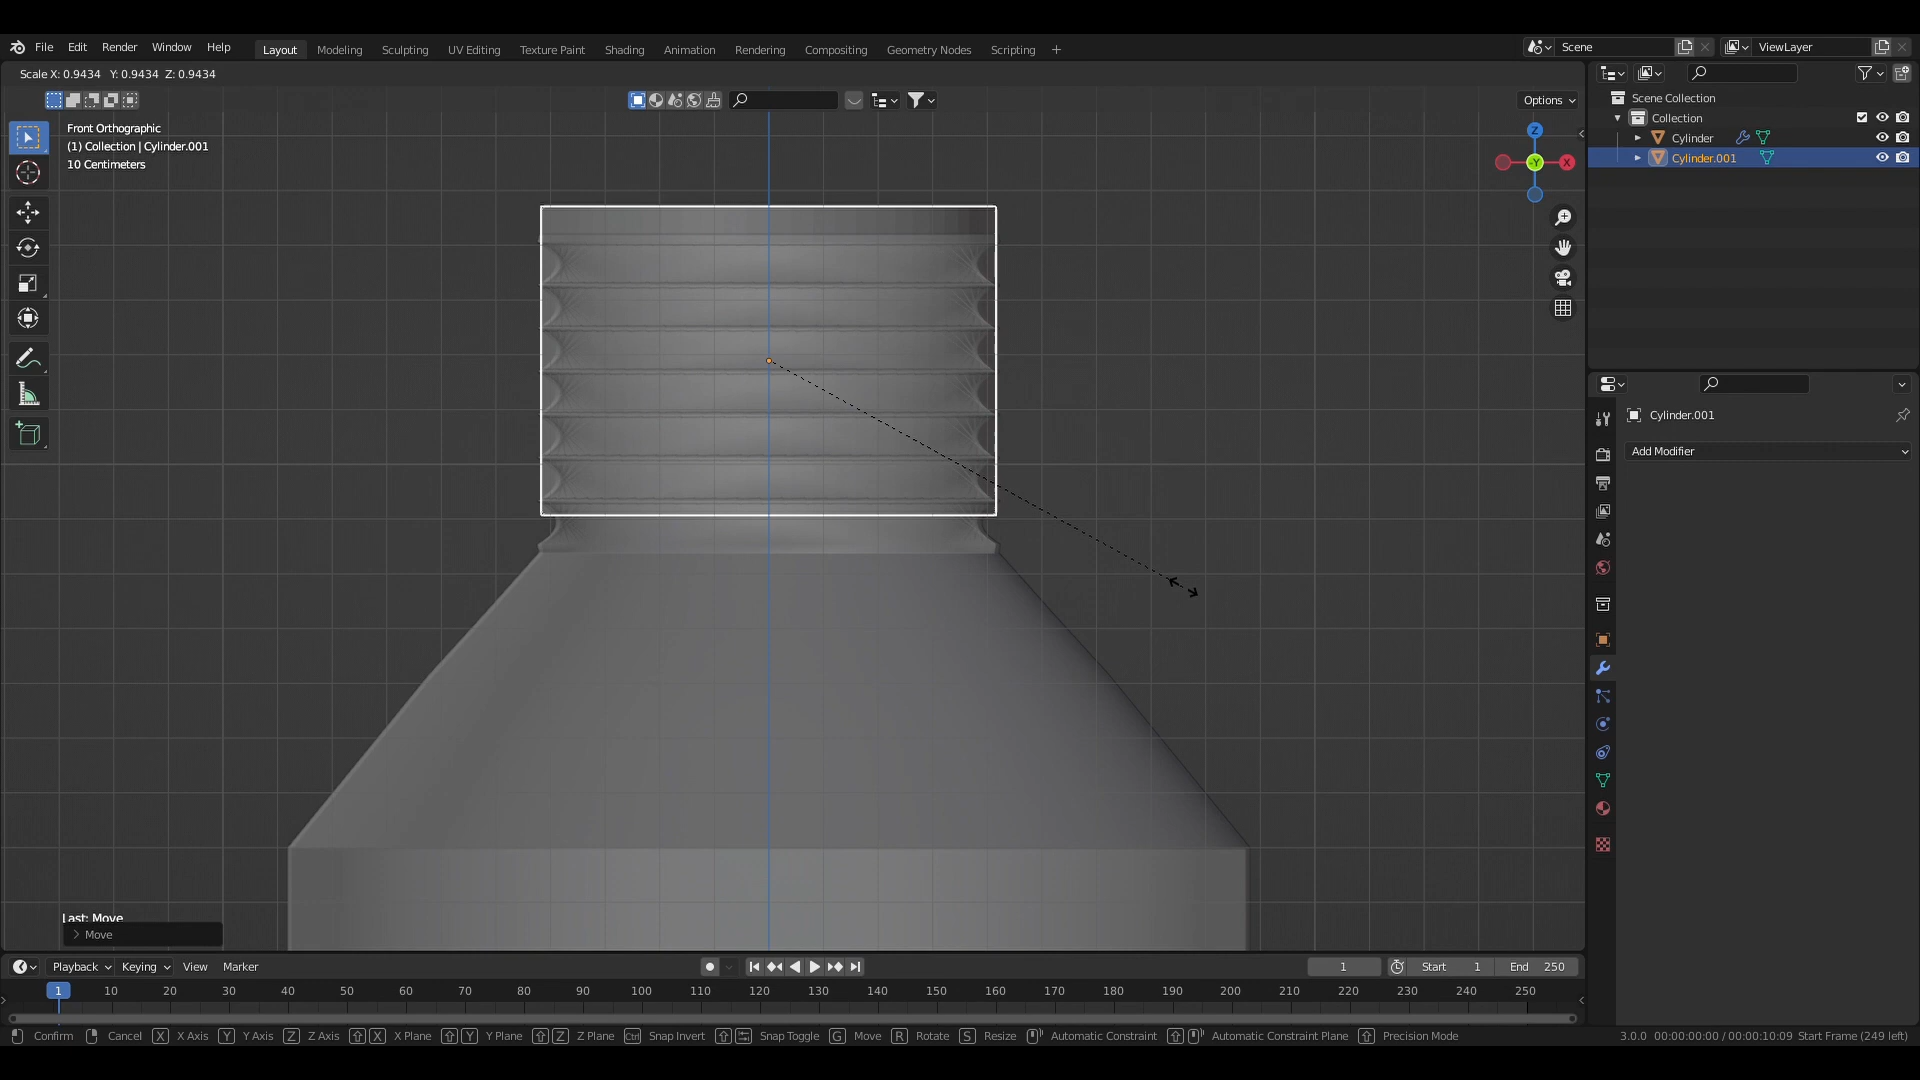 File Edit Render Window Help Layout Modeling Sculpting UV Editing Texture Paint Shading Animation Rendering Compositing Geometry Nodes Scripting + Scene ViewLayer
Scale X: 0.9434 Y: 0.9434 Z: 0.9434
Options
Front Orthographic
(1) Collection | Cylinder.001
10 Centimeters
Z
-Y
X
Scene Collection
Collection
Cylinder
Cylinder.001
Cylinder.001
Add Modifier
Last: Move
Move
Playback Keying View Marker 1 Start 1 End 250
1 10 20 30 40 50 60 70 80 90 100 110 120 130 140 150 160 170 180 190 200 210 220 230 240 250
Confirm Cancel X X Axis Y Y Axis Z Z Axis X X Plane Y Y Plane Z Z Plane Ctrl Snap Invert Snap Toggle G Move R Rotate S Resize Automatic Constraint Automatic Constraint Plane Precision Mode 3.0.0 00:00:00:00 / 00:00:10:09 Start Frame (249 left)